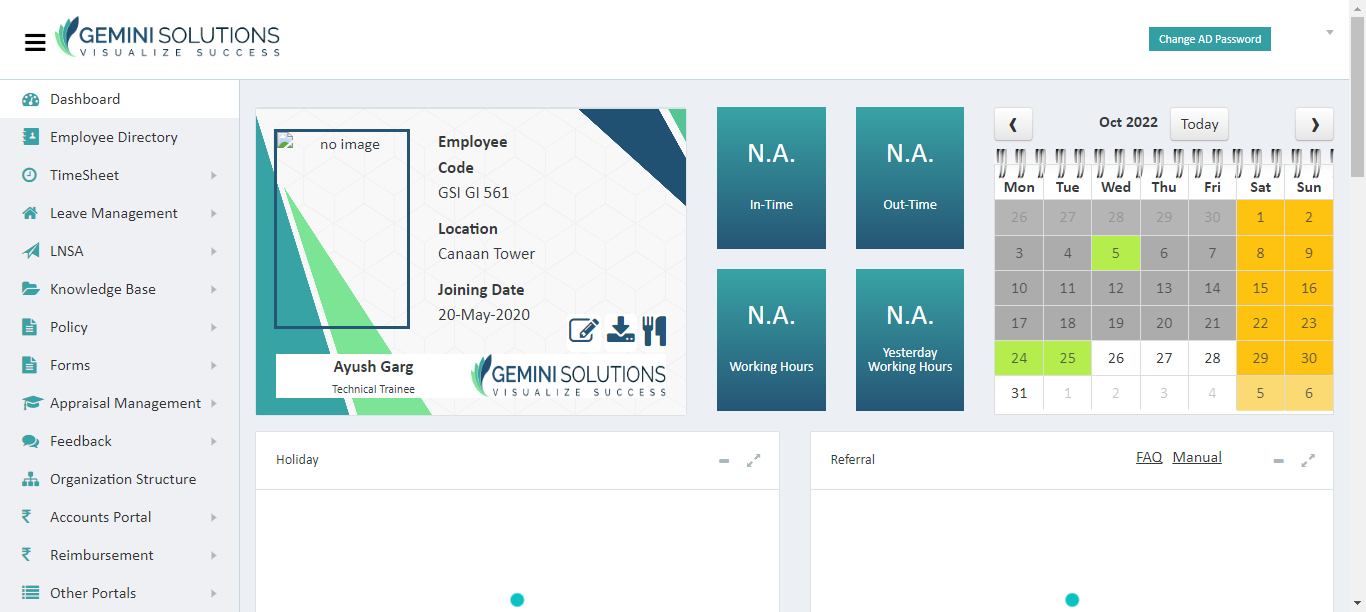 GEMINI SOLUTIONS
VISUALIZE SUCCESS
Change AD Password
Dashboard
Employee Directory
TimeSheet
Leave Management
LNSA
Knowledge Base
Policy
Forms
Appraisal Management
Feedback
Organization Structure
Accounts Portal
Reimbursement
Other Portals
no image
Employee
Code
GSI GI 561
Location
Canaan Tower
Joining Date
20-May-2020
Ayush Garg
Technical Trainee
GEMINI SOLUTIONS
VISUALIZE SUCCESS
N.A.
In-Time
N.A.
Out-Time
N.A.
Working Hours
N.A.
Yesterday
Working Hours
Oct 2022 Today
Mon Tue Wed Thu Fri Sat Sun
26 27 28 29 30 1 2
3 4 5 6 7 8 9
10 11 12 13 14 15 16
17 18 19 20 21 22 23
24 25 26 27 28 29 30
31 1 2 3 4 5 6
Holiday
Referral FAQ Manual